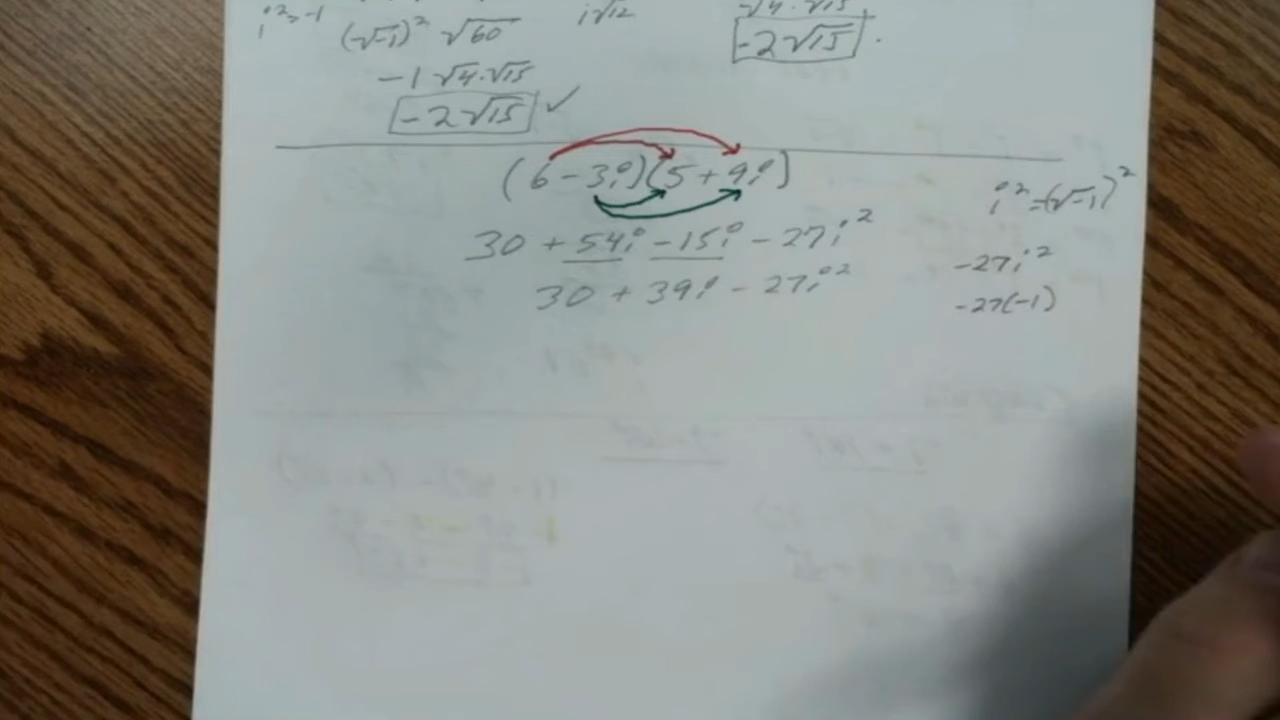 i² = -1 (√-1)² √60 i√12 √4·√15
-1 √4·√15 -2√15.
-2√15 ✓
(6-3i)(5+9i)
i² = (√-1)²
30 + 54i - 15i - 27i²
-27i²
30 + 39i - 27i²
-27(-1)